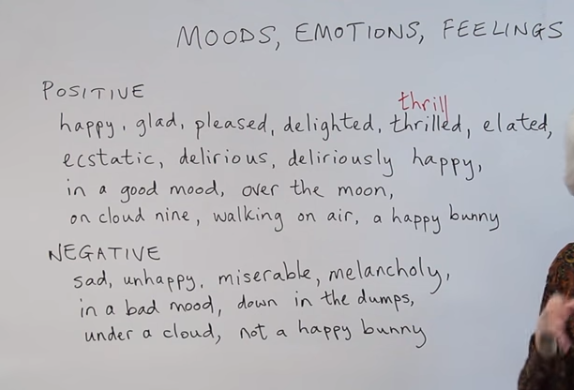 MOODS, EMOTIONS, FEELINGS
POSITIVE
thrill
happy, glad, pleased, delighted, thrilled, elated,
ecstatic, delirious, deliriously happy,
in a good mood, over the moon,
on cloud nine, walking on air, a happy bunny
NEGATIVE
sad, unhappy, miserable, melancholy,
in a bad mood, down in the dumps,
under a cloud, not a happy bunny